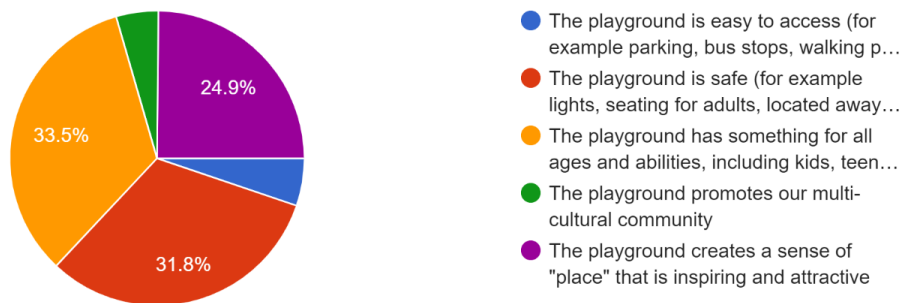 24.9%
33.5%
31.8%
The playground is easy to access (for
example parking, bus stops, walking p…
The playground is safe (for example
lights, seating for adults, located away…
The playground has something for all
ages and abilities, including kids, teen…
The playground promotes our multi-
cultural community
The playground creates a sense of
"place" that is inspiring and attractive